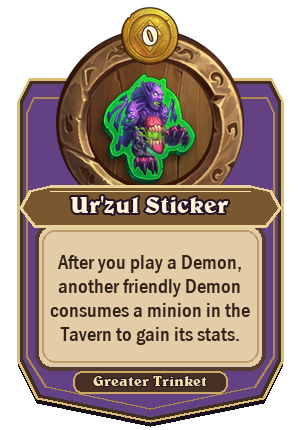 0
Ur'zul Sticker
After you play a Demon,
another friendly Demon
consumes a minion in the
Tavern to gain its stats.
Greater Trinket